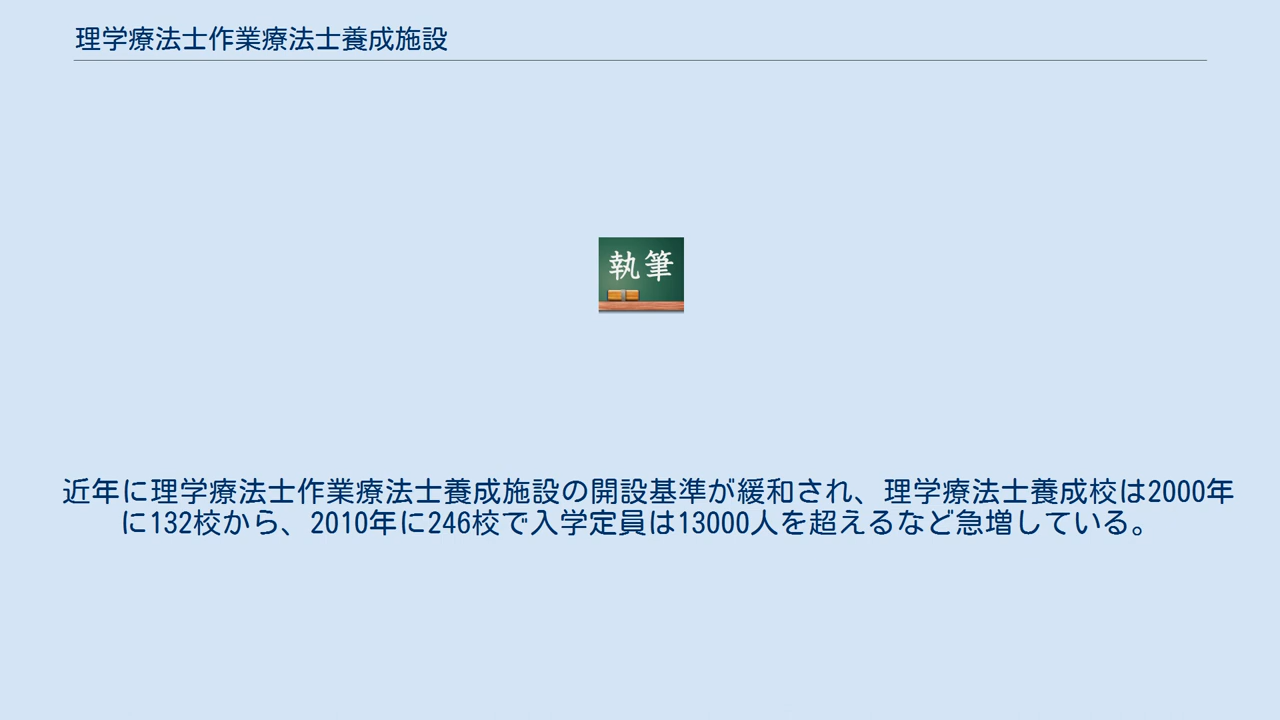 理学療法士作業療法士養成施設
執筆
近年に理学療法士作業療法士養成施設の開設基準が緩和され、理学療法士養成校は2000年
に132校から、2010年に246校で入学定員は13000人を超えるなど急増している。